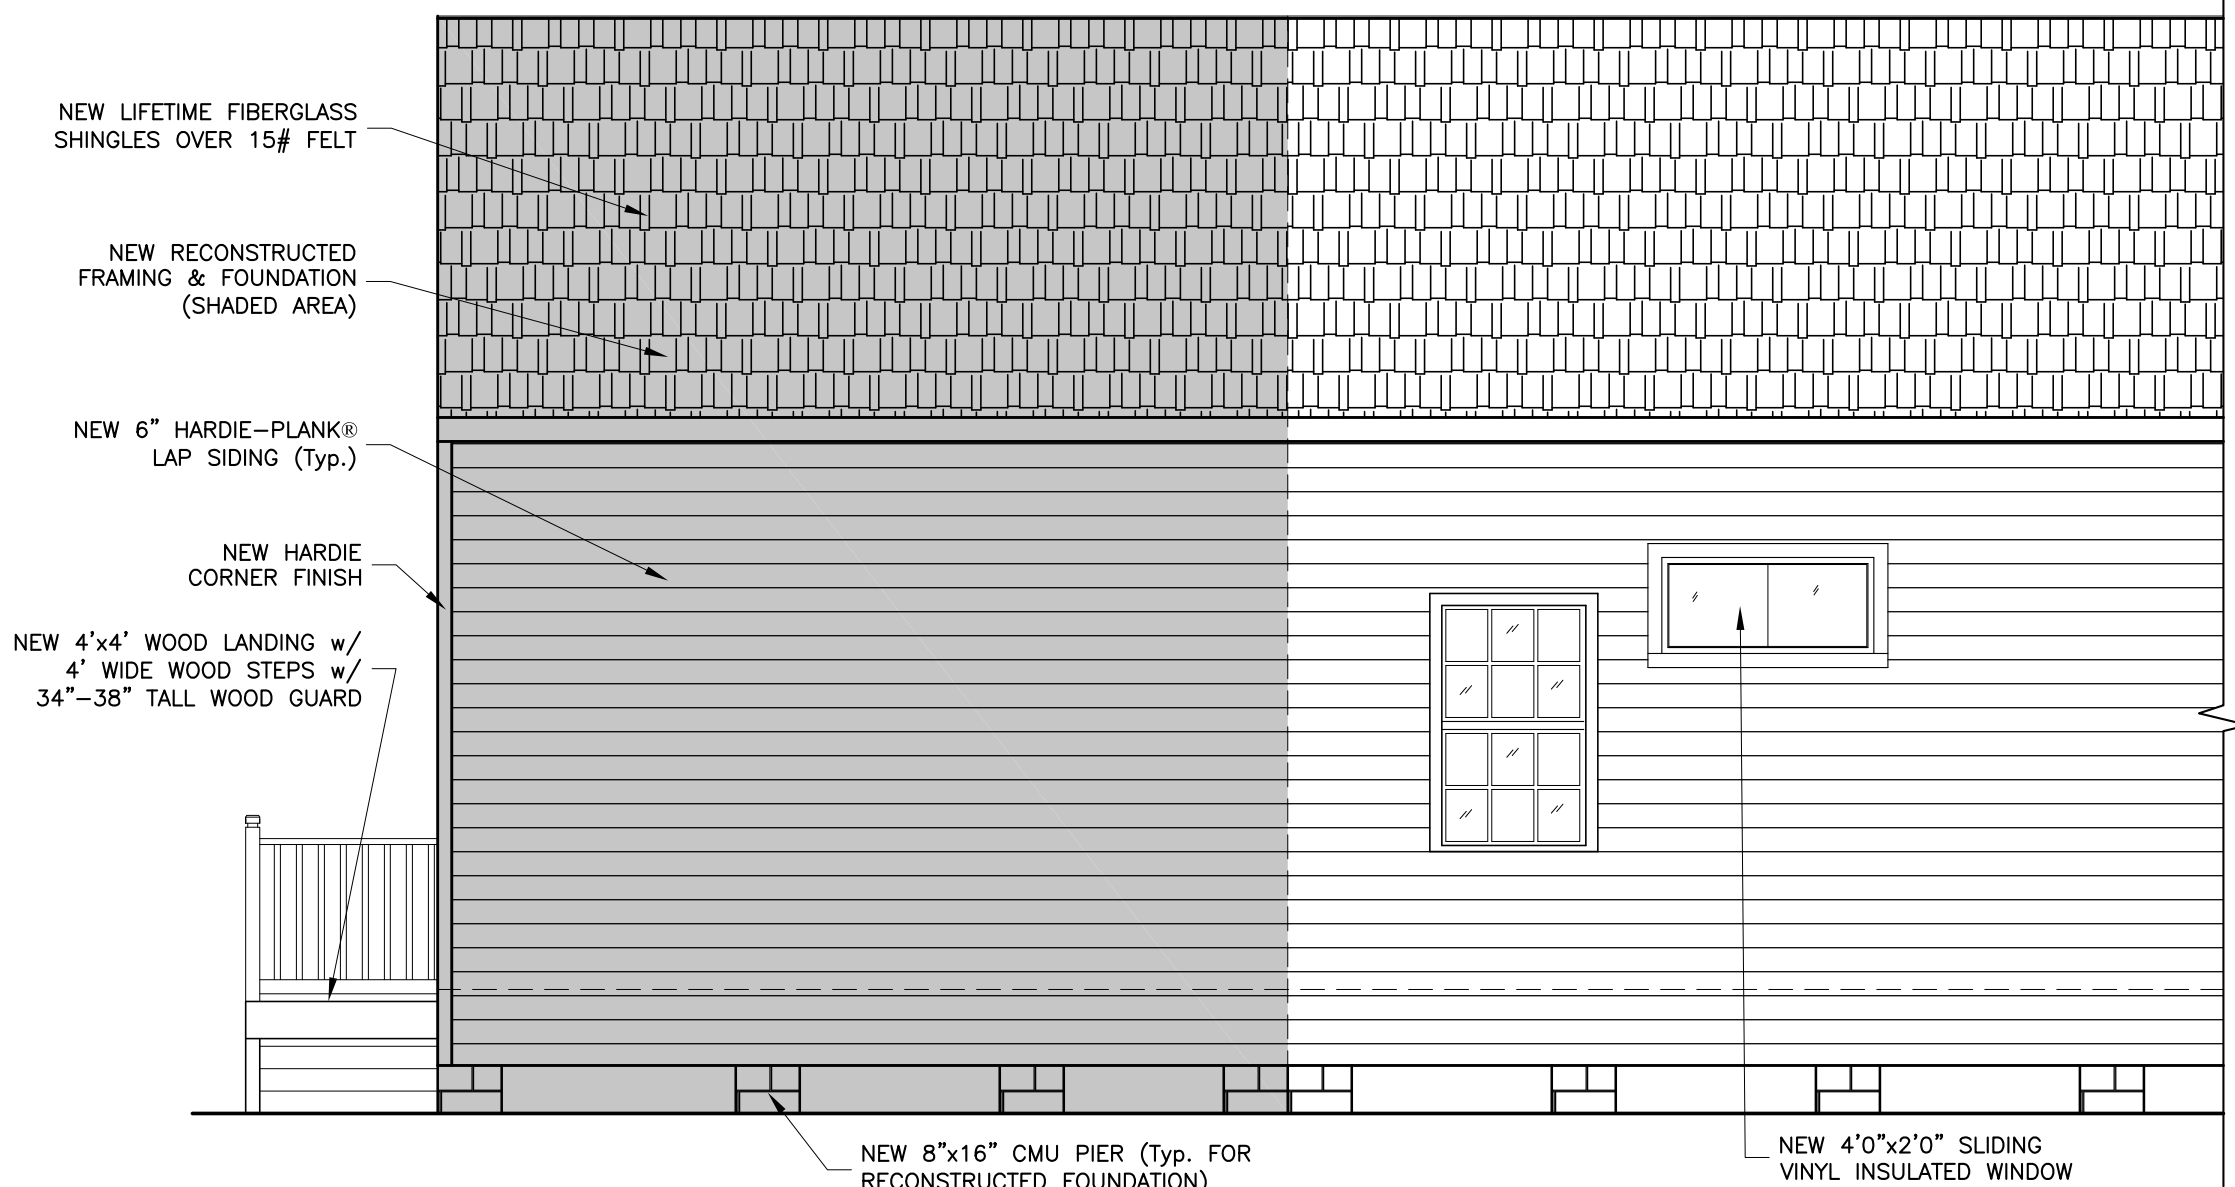 NEW LIFETIME FIBERGLASS
SHINGLES OVER 15# FELT
NEW RECONSTRUCTED
FRAMING & FOUNDATION
(SHADED AREA)
NEW 6" HARDIE-PLANK®
LAP SIDING (Typ.)
NEW HARDIE
CORNER FINISH
NEW 4'x4' WOOD LANDING w/
4' WIDE WOOD STEPS w/
34"-38" TALL WOOD GUARD
NEW 8"x16" CMU PIER (Typ. FOR
RECONSTRUCTED FOUNDATION)
NEW 4'0"x2'0" SLIDING
VINYL INSULATED WINDOW